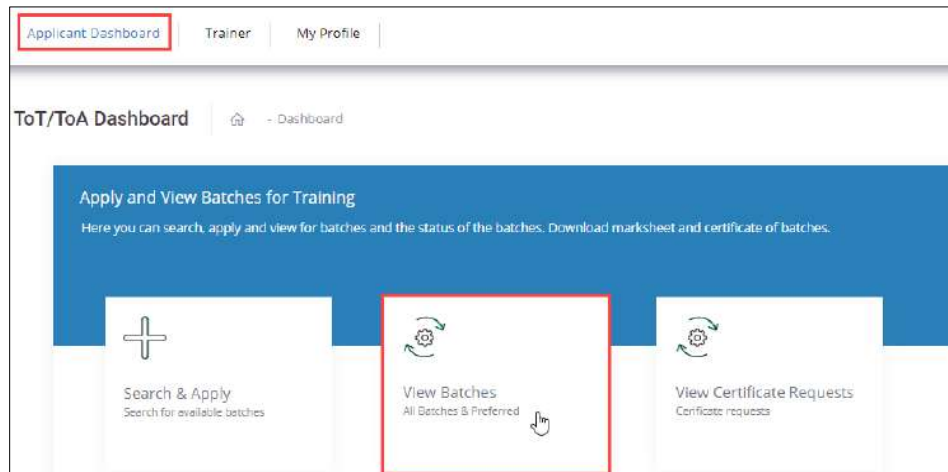 Applicant Dashboard Trainer My Profile
ToT/ToA Dashboard - Dashboard
Apply and View Batches for Training
Here you can search, apply and view for batches and the status of the batches. Download marksheet and certificate of batches.
Search & Apply
Search for available batches
View Batches
All Batches & Preferred
View Certificate Requests
Cerificate requests